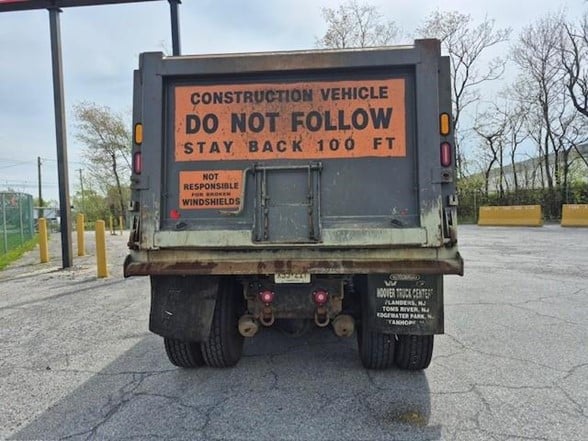 CONSTRUCTION VEHICLE
DO NOT FOLLOW
STAY BACK 100 FT
NOT
RESPONSIBLE
FOR BROKEN
WINDSHIELDS
HOOVER TRUCK CENTERS
FLANDERS, NJ
TOMS RIVER, NJ
EDGEWATER PARK, NJ